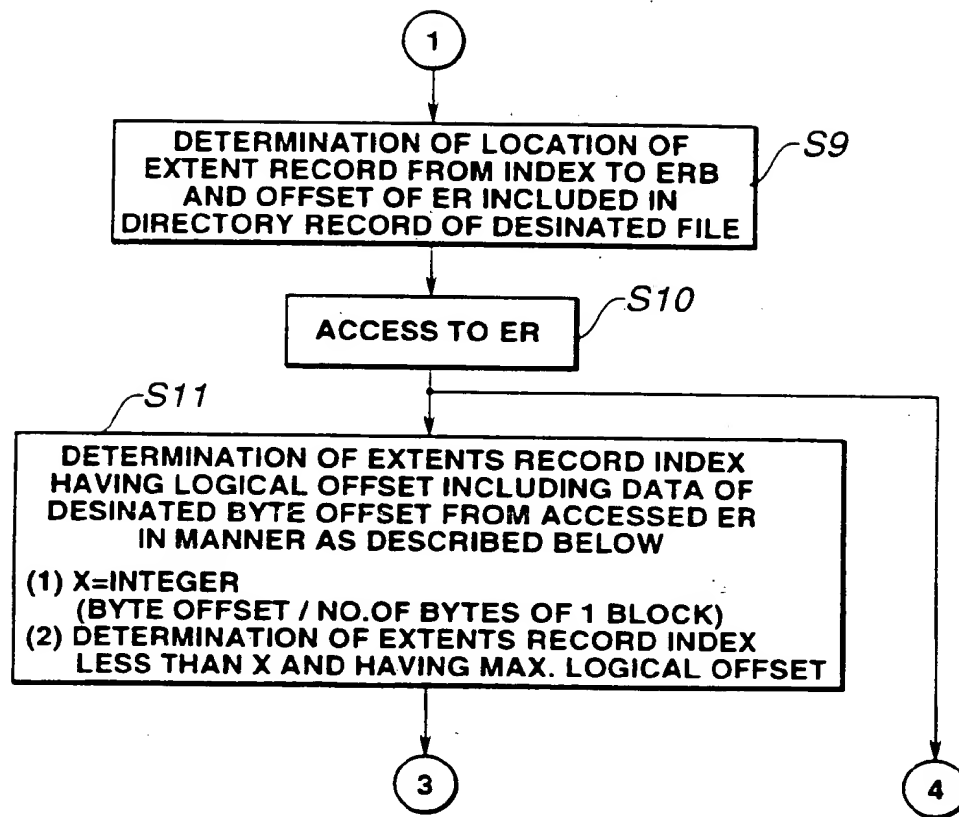 1
DETERMINATION OF LOCATION OF
EXTENT RECORD FROM INDEX TO ERB
AND OFFSET OF ER INCLUDED IN
DIRECTORY RECORD OF DESINATED FILE
S9
ACCESS TO ER
S10
S11
DETERMINATION OF EXTENTS RECORD INDEX
HAVING LOGICAL OFFSET INCLUDING DATA OF
DESINATED BYTE OFFSET FROM ACCESSED ER
IN MANNER AS DESCRIBED BELOW
(1) X=INTEGER
(BYTE OFFSET / NO.OF BYTES OF 1 BLOCK)
(2) DETERMINATION OF EXTENTS RECORD INDEX
LESS THAN X AND HAVING MAX. LOGICAL OFFSET
3
4